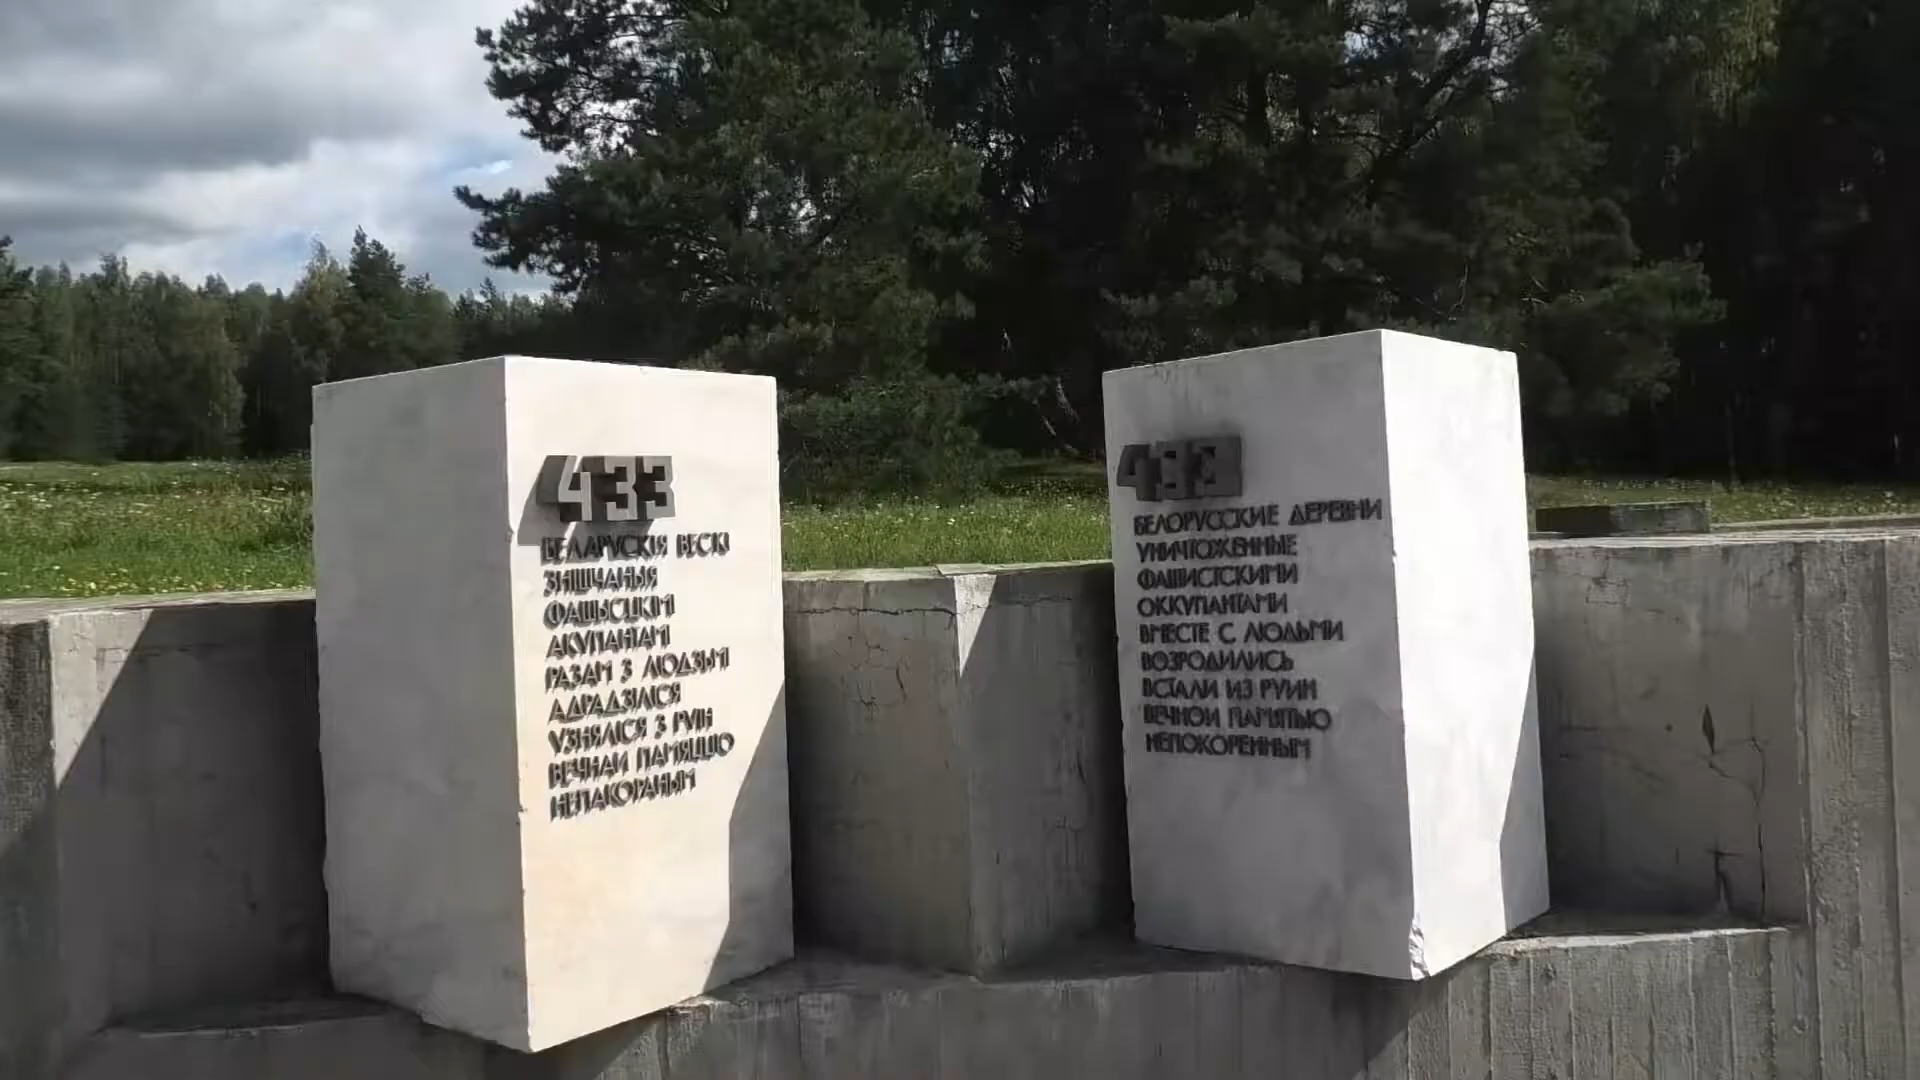 433
БЕЛАРУСКІЯ ВЕСКІ
ЗНІШЧАНЫЯ
ФАШЫСЦКІМІ
АКУПАНТАМІ
РАЗАМ З ЛЮДЗЬМІ
АДРАДЗІЛІСЯ
УЗНЯЛІСЯ З РУІН
ВЕЧНАЙ ПАМЯЦЦЮ
НЕПАКОРАНЫМ
433
БЕЛОРУССКИЕ ДЕРЕВНИ
УНИЧТОЖЕННЫЕ
ФАШИСТСКИМИ
ОККУПАНТАМИ
ВМЕСТЕ С ЛЮДЬМИ
ВОЗРОДИЛИСЬ
ВСТАЛИ ИЗ РУИН
ВЕЧНОЙ ПАМЯТЬЮ
НЕПОКОРЕННЫМ